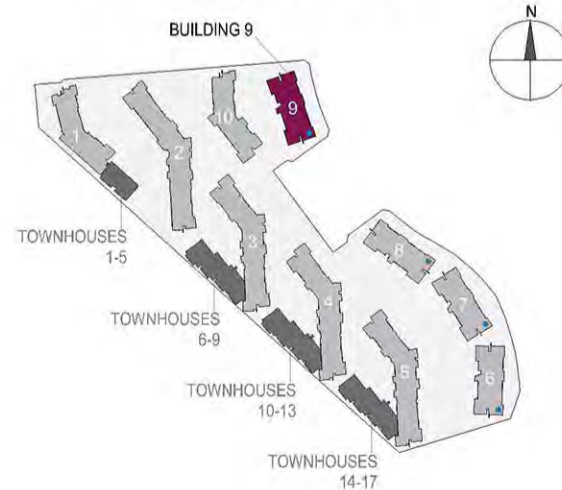 N
BUILDING 9
9
10
1
2
TOWNHOUSES
1-5
3
8
TOWNHOUSES
6-9
4
7
TOWNHOUSES
10-13
5
6
TOWNHOUSES
14-17